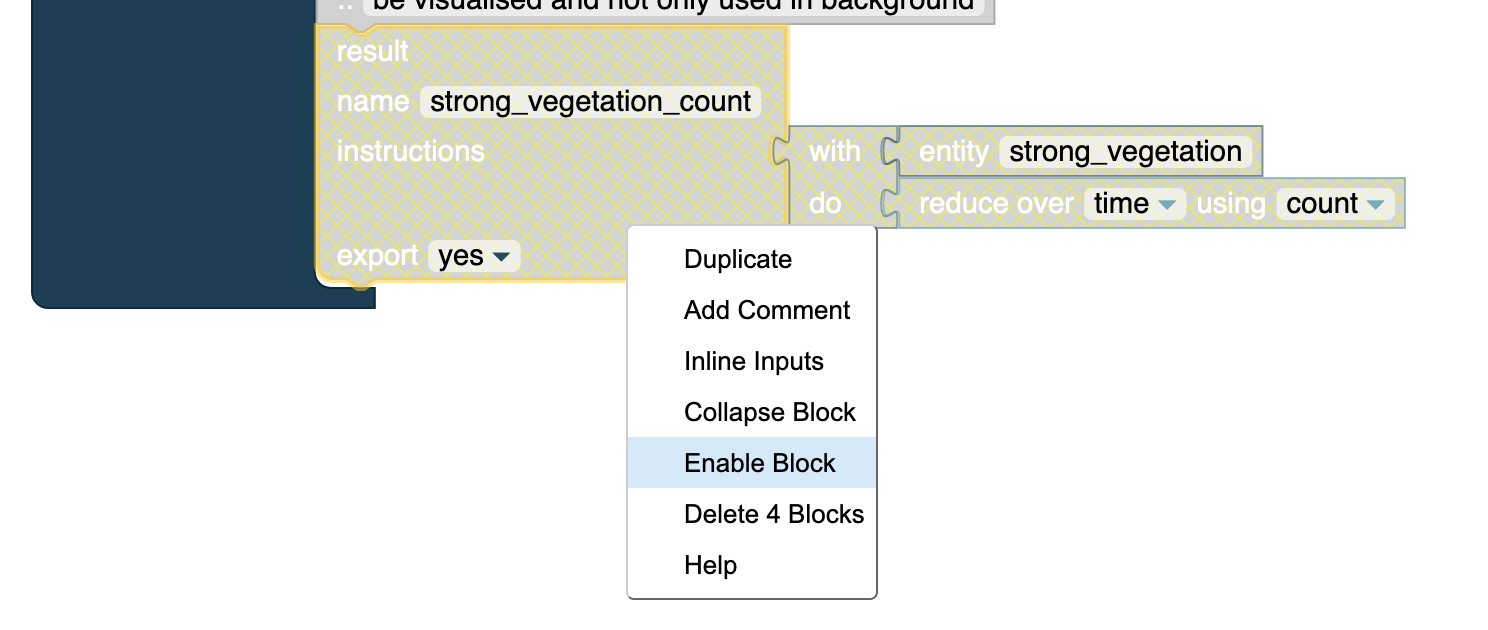 :: be visualised and not only used in background
result
name strong_vegetation_count
instructions with entity strong_vegetation
do reduce over time using count
export yes
Duplicate
Add Comment
Inline Inputs
Collapse Block
Enable Block
Delete 4 Blocks
Help